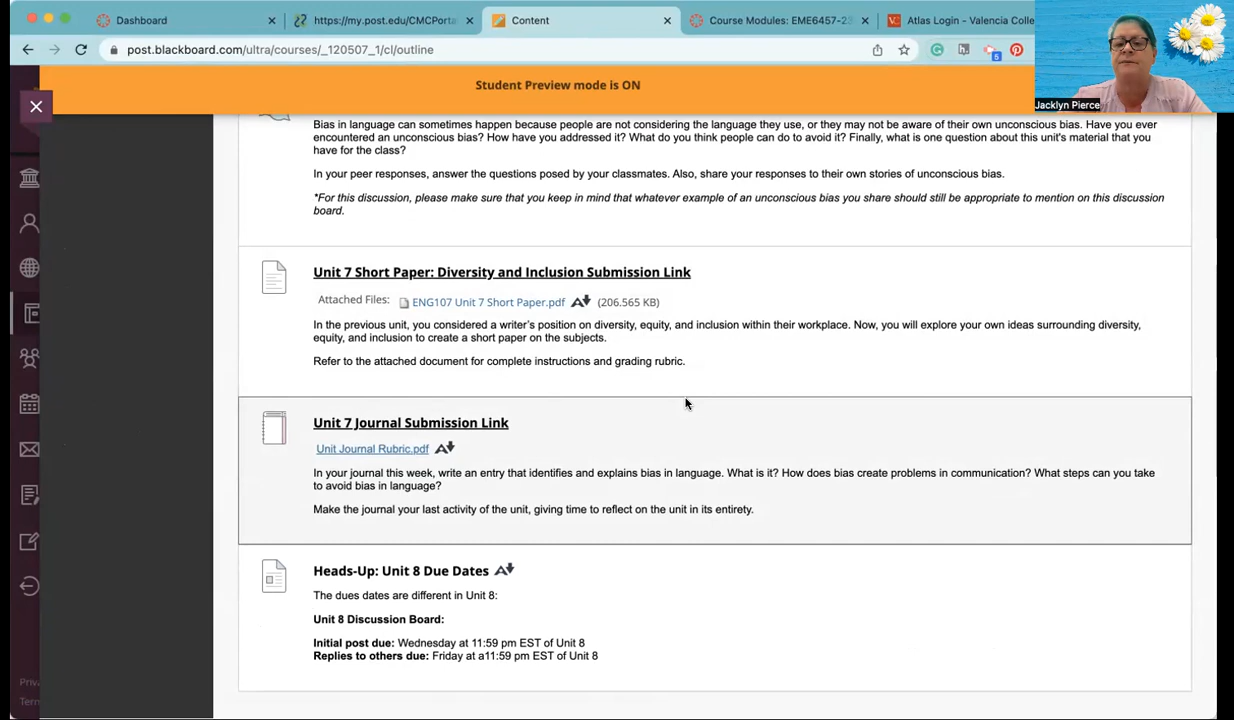 Dashboard
https://my.post.edu/CMCPorta
Content
Course Modules: EME6457-23
Atlas Login - Valencia Colle
post.blackboard.com/ultra/courses/_120507_1/cl/outline
5
Student Preview mode is ON
Jacklyn Pierce
Bias in language can sometimes happen because people are not considering the language they use, or they may not be aware of their own unconscious bias. Have you ever
encountered an unconscious bias? How have you addressed it? What do you think people can do to avoid it? Finally, what is one question about this unit's material that you
have for the class?
In your peer responses, answer the questions posed by your classmates. Also, share your responses to their own stories of unconscious bias.
*For this discussion, please make sure that you keep in mind that whatever example of an unconscious bias you share should still be appropriate to mention on this discussion
board.
Unit 7 Short Paper: Diversity and Inclusion Submission Link
Attached Files: ENG107 Unit 7 Short Paper.pdf (206.565 KB)
In the previous unit, you considered a writer's position on diversity, equity, and inclusion within their workplace. Now, you will explore your own ideas surrounding diversity,
equity, and inclusion to create a short paper on the subjects.
Refer to the attached document for complete instructions and grading rubric.
Unit 7 Journal Submission Link
Unit Journal Rubric.pdf
In your journal this week, write an entry that identifies and explains bias in language. What is it? How does bias create problems in communication? What steps can you take
to avoid bias in language?
Make the journal your last activity of the unit, giving time to reflect on the unit in its entirety.
Heads-Up: Unit 8 Due Dates
The dues dates are different in Unit 8:
Unit 8 Discussion Board:
Initial post due: Wednesday at 11:59 pm EST of Unit 8
Replies to others due: Friday at a11:59 pm EST of Unit 8
Priv
Term